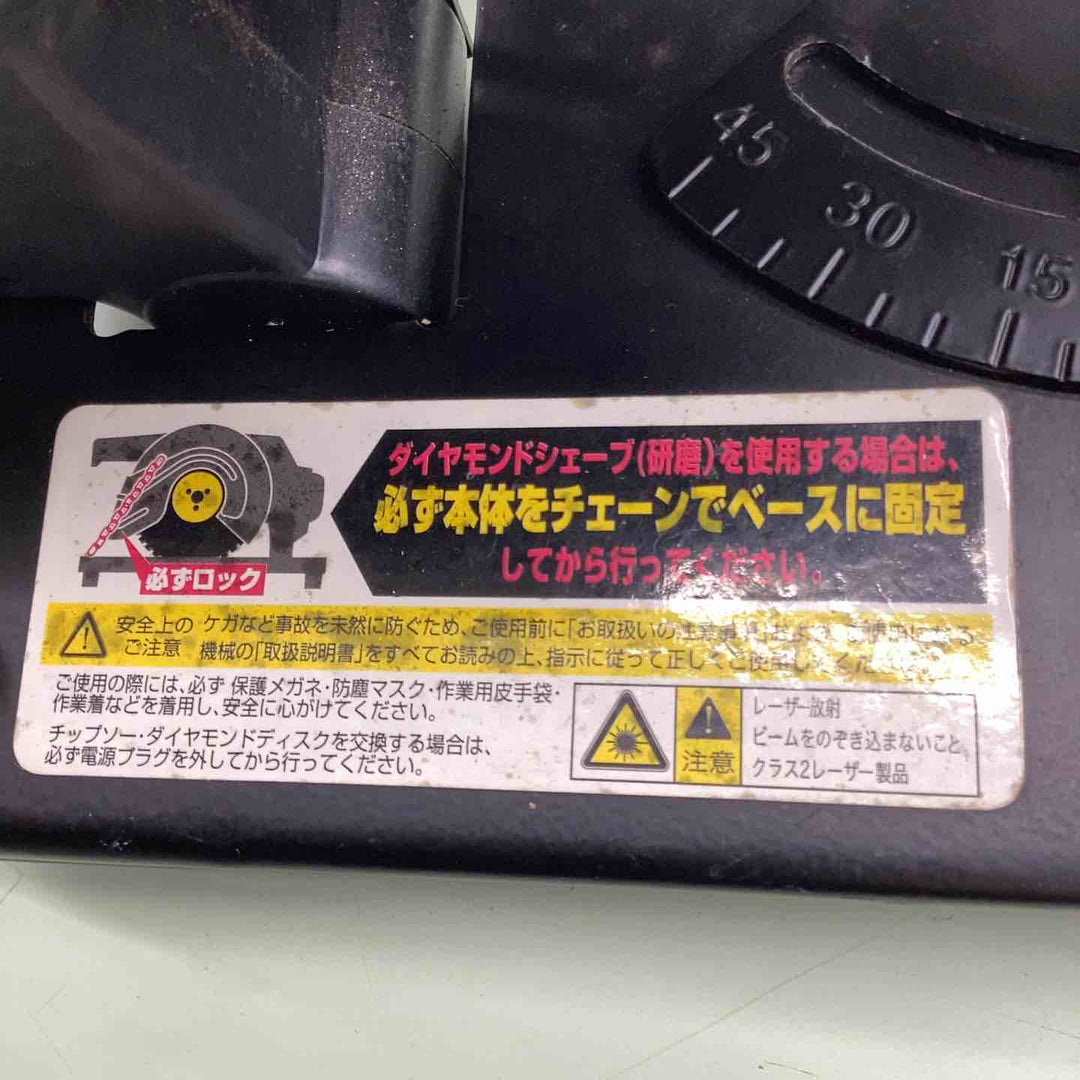 45
30
15
ダイヤモンドシェーブ(研磨)を使用する場合は、
必ず本体をチェーンでベースに固定
してから行ってください。
必ずロック
安全上の
ご注意
ケガなど事故を未然に防ぐため、ご使用前に「お取扱いの注意事項」および、ご使用になる
機械の「取扱説明書」をすべてお読みの上、指示に従って正しくご使用し
ご使用の際には、必ず 保護メガネ・防塵マスク・作業用皮手袋・
作業着などを着用し、安全に心がけてください。
チップソー・ダイヤモンドディスクを交換する場合は、
必ず電源プラグを外してから行ってください。
注意
レーザー放射
ビームをのぞき込まないこと。
クラス2レーザー製品